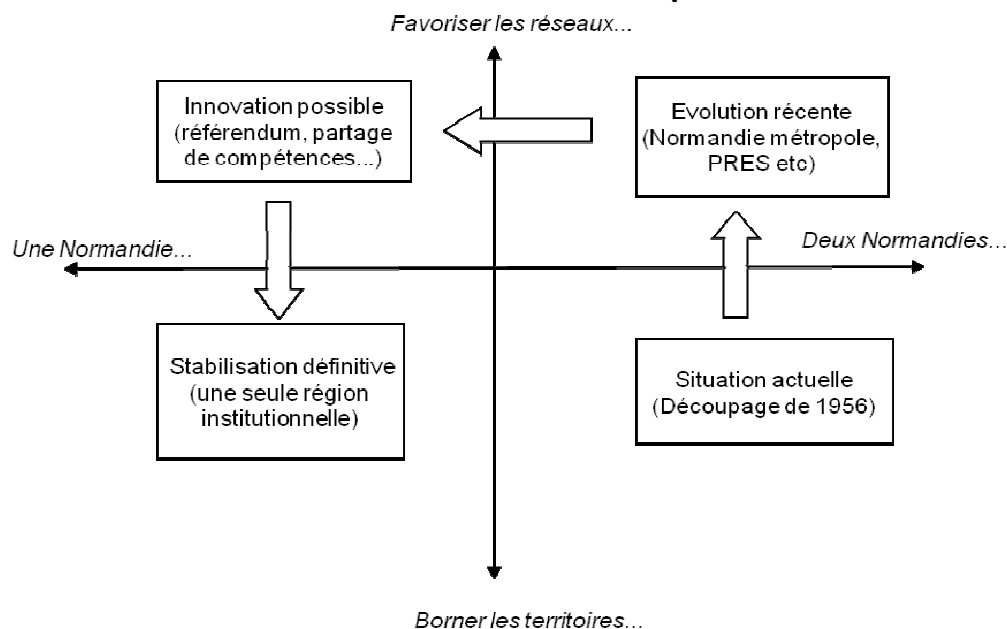 Favoriser les réseaux...
Innovation possible
(référendum, partage
de compétences...)
Evolution récente
(Normandie métropole,
PRES etc)
Une Normandie...
Deux Normandies...
Stabilisation définitive
(une seule région
institutionnelle)
Situation actuelle
(Découpage de 1956)
Borner les territoires...